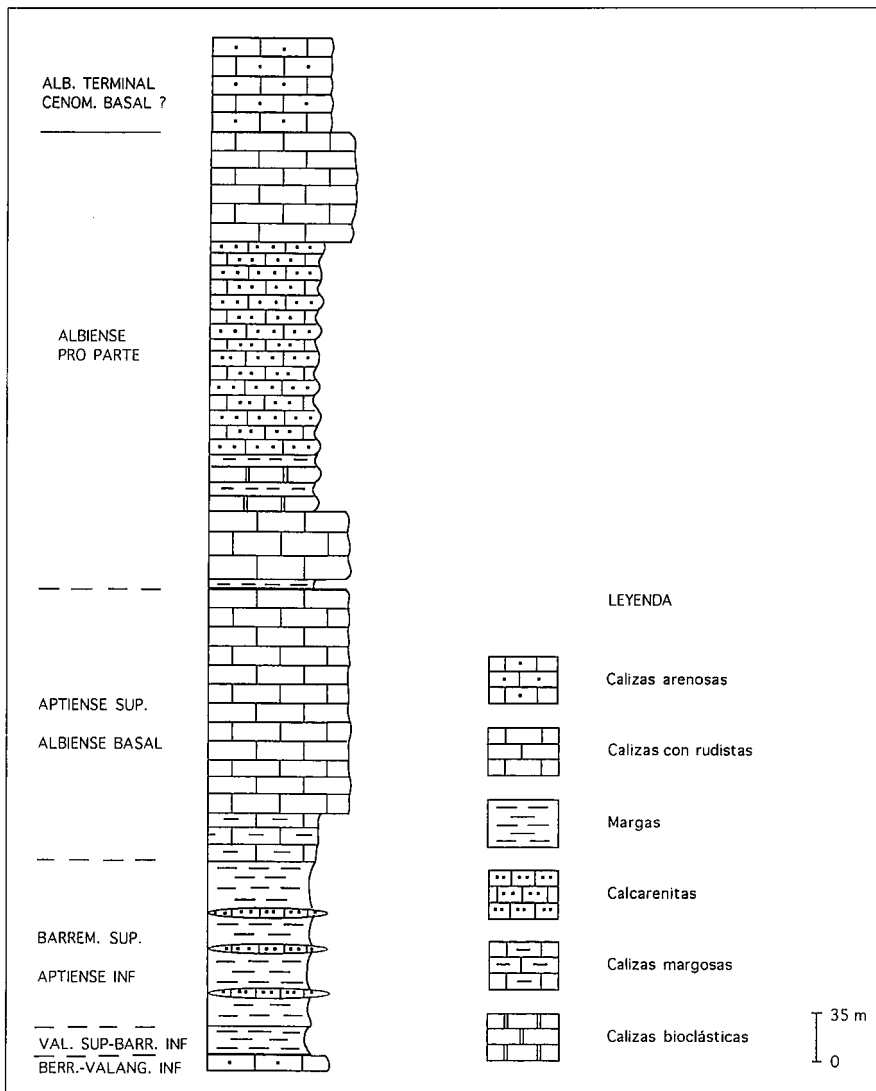 ALB. TERMINAL
CENOM. BASAL ?
ALBIENSE
PRO PARTE
APTIENSE SUP.
ALBIENSE BASAL
BARREM. SUP.
APTIENSE INF
VAL. SUP-BARR. INF
BERR.-VALANG. INF
LEYENDA
Calizas arenosas
Calizas con rudistas
Margas
Calcarenitas
Calizas margosas
Calizas bioclásticas
35 m
0